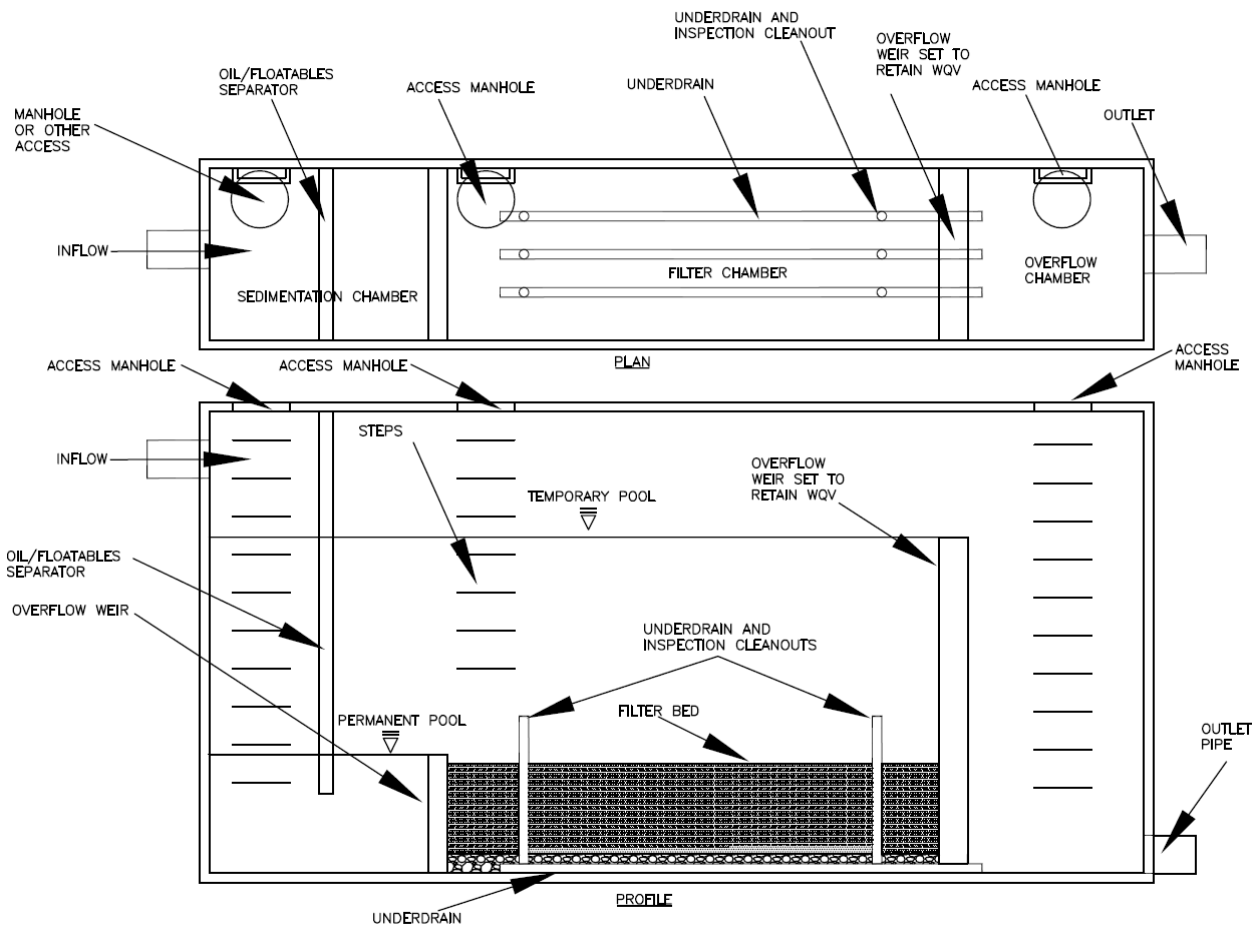 UNDERDRAIN AND
INSPECTION CLEANOUT
OVERFLOW
WEIR SET TO
RETAIN WQV
OIL/FLOATABLES
SEPARATOR
ACCESS MANHOLE
UNDERDRAIN
ACCESS MANHOLE
MANHOLE
OR OTHER
ACCESS
OUTLET
INFLOW
SEDIMENTATION CHAMBER
FILTER CHAMBER
OVERFLOW
CHAMBER
PLAN
ACCESS MANHOLE
ACCESS MANHOLE
ACCESS
MANHOLE
STEPS
INFLOW
OVERFLOW
WEIR SET TO
RETAIN WQV
TEMPORARY POOL
OIL/FLOATABLES
SEPARATOR
OVERFLOW WEIR
UNDERDRAIN AND
INSPECTION CLEANOUTS
PERMANENT POOL
FILTER BED
OUTLET
PIPE
PROFILE
UNDERDRAIN